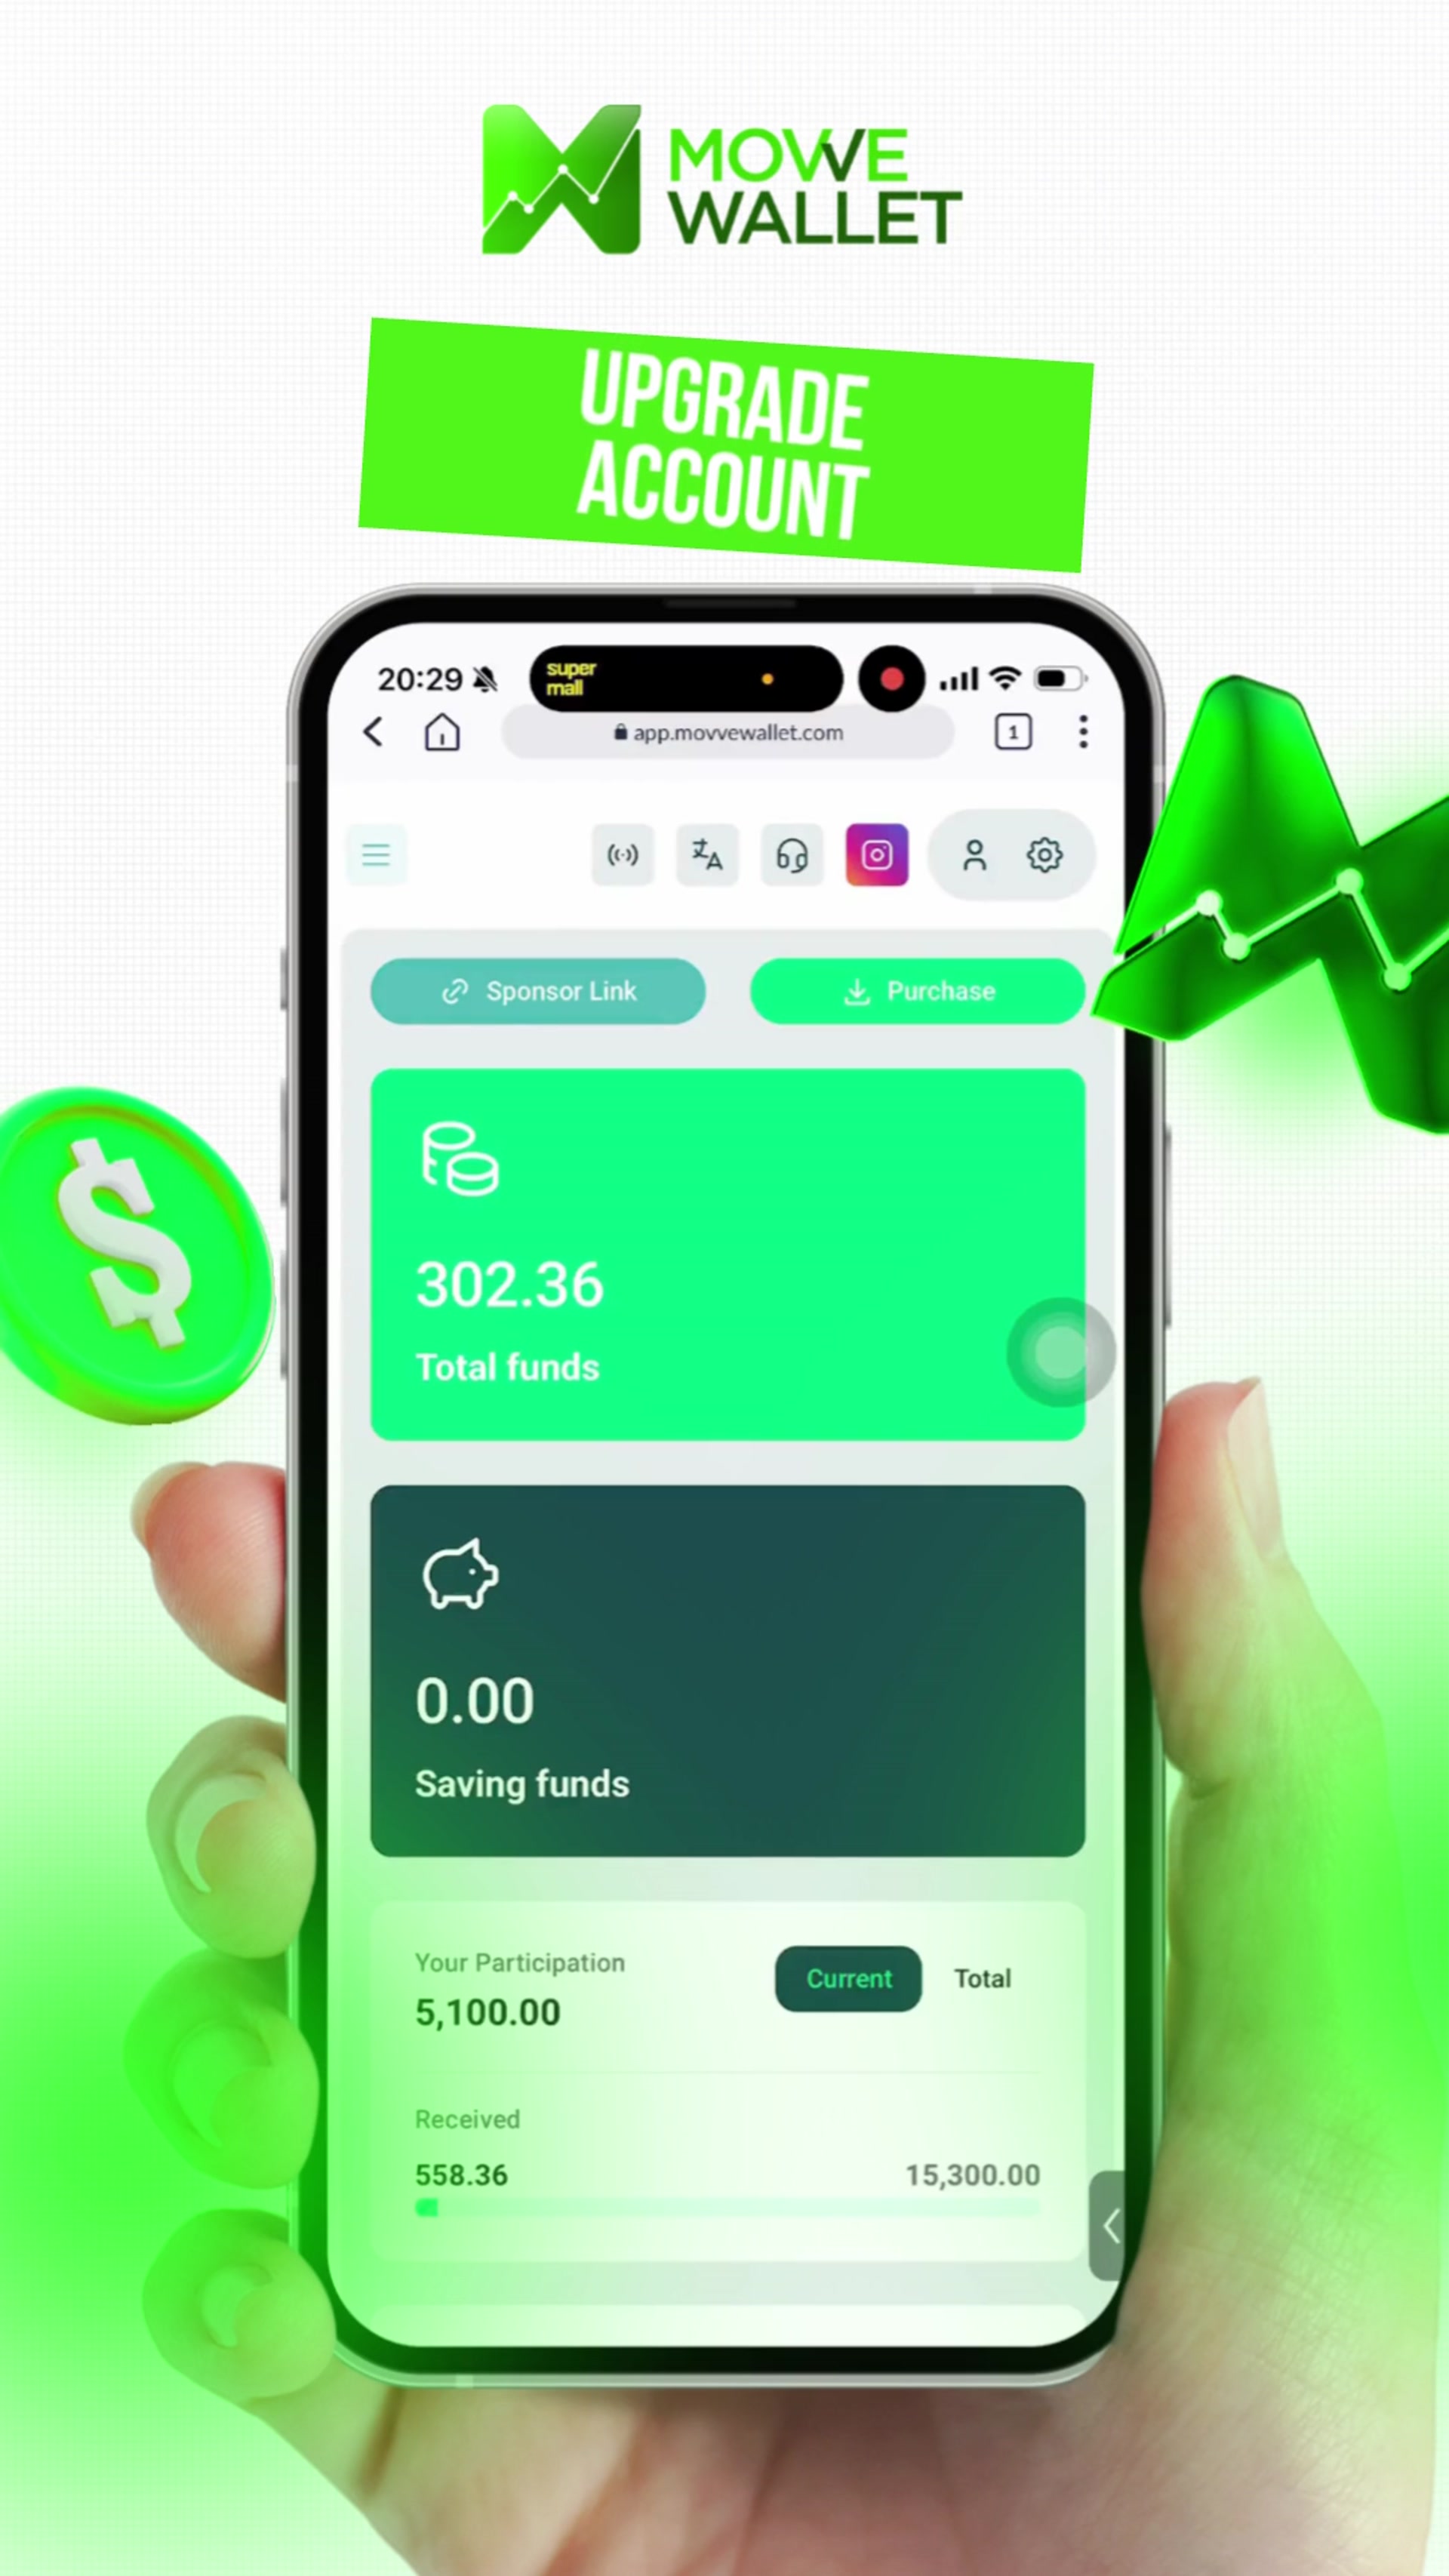 MOVVE
WALLET
UPGRADE
ACCOUNT
20:29
super
mall
app.movvewallet.com
1
Sponsor Link
Purchase
$
302.36
Total funds
0.00
Saving funds
Your Participation
5,100.00
Current
Total
Received
558.36
15,300.00